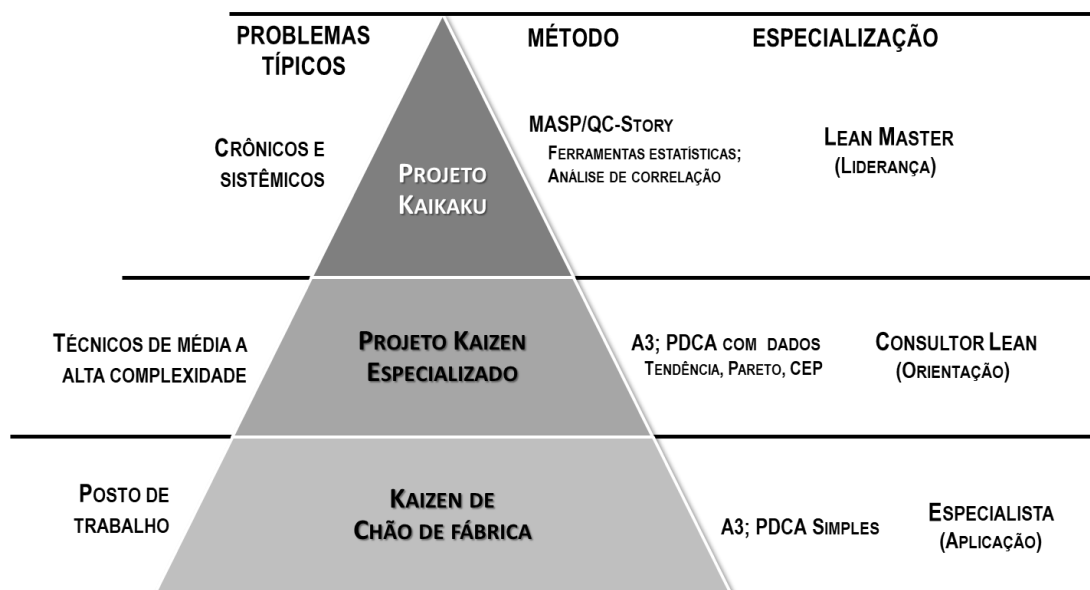 PROBLEMAS
TÍPICOS
MÉTODO
ESPECIALIZAÇÃO
CRÔNICOS E
SISTÊMICOS
PROJETO
KAIKAKU
MASP/QC-STORY
FERRAMENTAS ESTATÍSTICAS;
ANÁLISE DE CORRELAÇÃO
LEAN MASTER
(LIDERANÇA)
TÉCNICOS DE MÉDIA A
ALTA COMPLEXIDADE
PROJETO KAIZEN
ESPECIALIZADO
A3; PDCA COM DADOS
TENDÊNCIA, PARETO, CEP
CONSULTOR LEAN
(ORIENTAÇÃO)
POSTO DE
TRABALHO
KAIZEN DE
CHÃO DE FÁBRICA
A3; PDCA SIMPLES
ESPECIALISTA
(APLICAÇÃO)